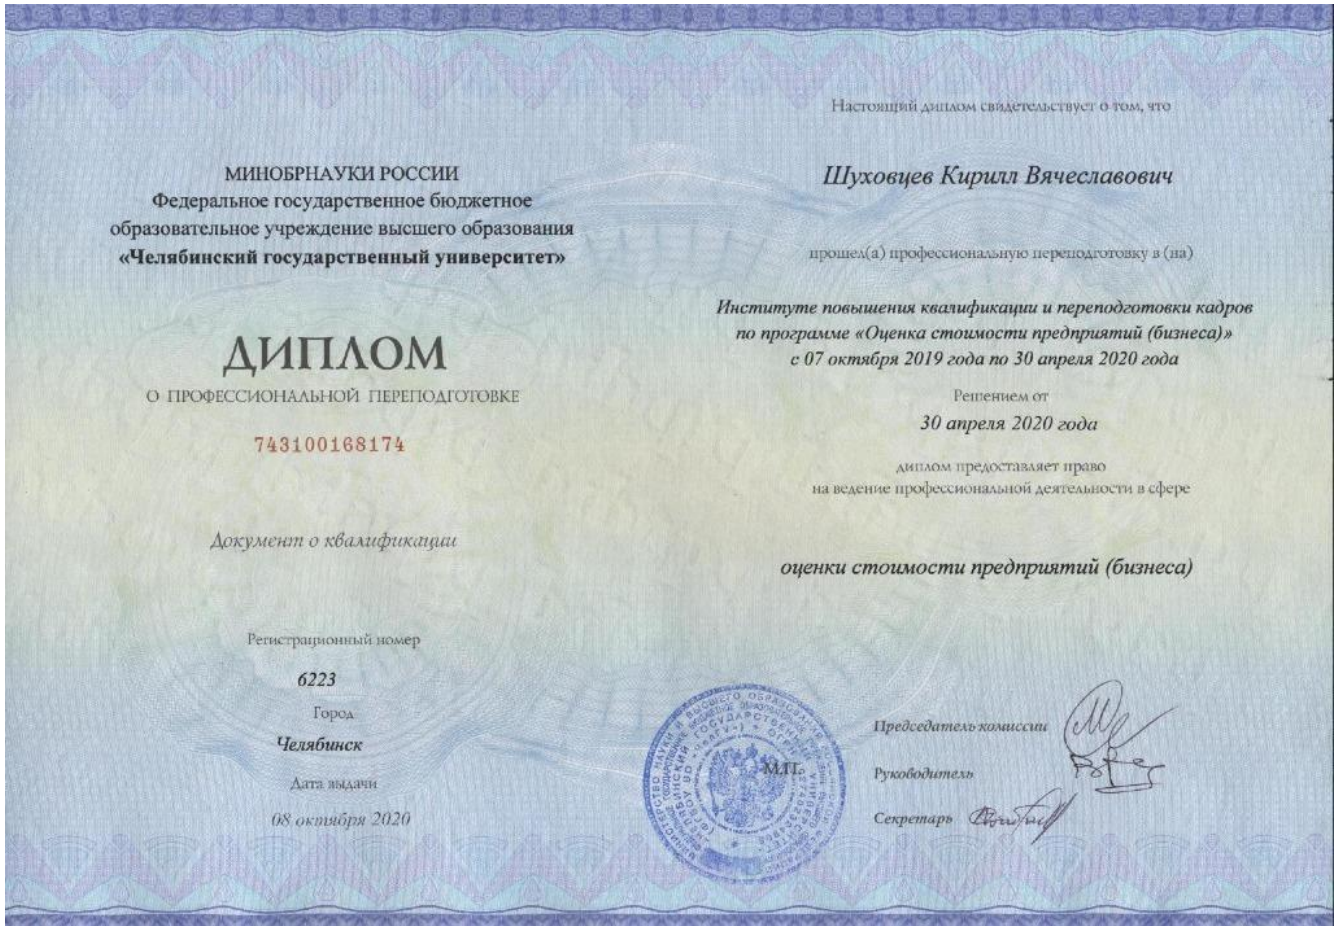 МИНОБРНАУКИ РОССИИ
Федеральное государственное бюджетное
образовательное учреждение высшего образования
«Челябинский государственный университет»
ДИПЛОМ
О ПРОФЕССИОНАЛЬНОЙ ПЕРЕПОДГОТОВКЕ
743100168174
Документ о квалификации
Регистрационный номер
6223
Город
Челябинск
Дата выдачи
08 октября 2020
Настоящий диплом свидетельствует о том, что
Шуховцев Кирилл Вячеславович
прошел(а) профессиональную переподготовку в (на)
Институте повышения квалификации и переподготовки кадров
по программе «Оценка стоимости предприятий (бизнеса)»
с 07 октября 2019 года по 30 апреля 2020 года
Решением от
30 апреля 2020 года
диплом предоставляет право
на ведение профессиональной деятельности в сфере
оценки стоимости предприятий (бизнеса)
М.П.
Председатель комиссии
Руководитель
Секретарь